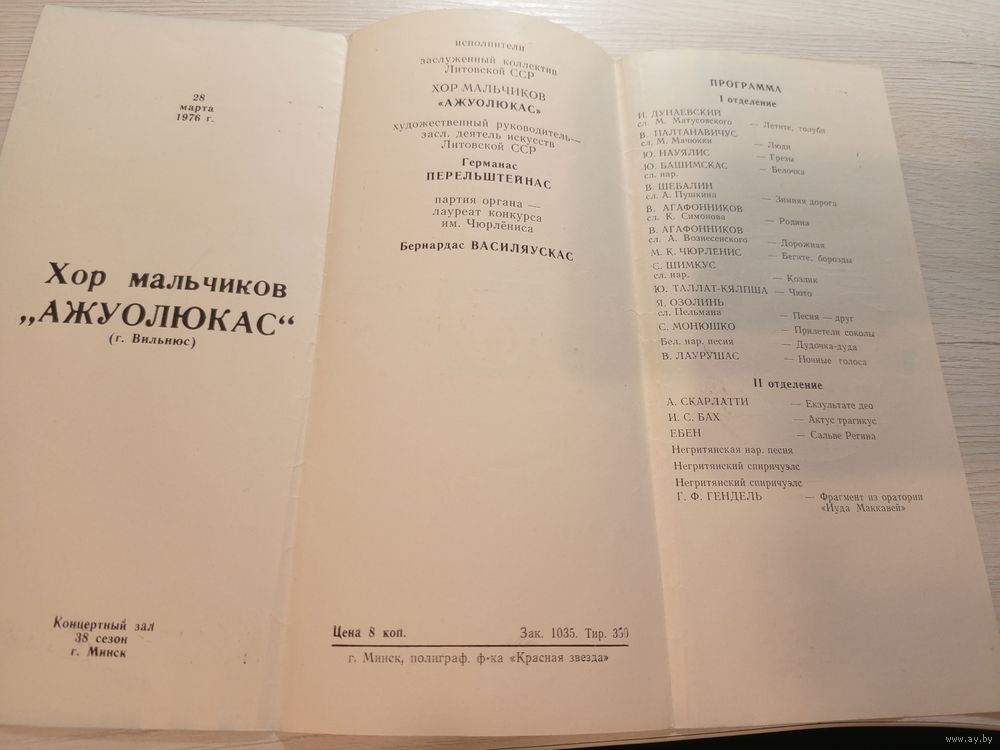 28
марта
1976 г.
Хор мальчиков
„АЖУОЛЮКАС“
(г. Вильнюс)
Концертный зал
38 сезон
г. Минск
исполнители
заслуженный коллектив
Литовской ССР
ХОР МАЛЬЧИКОВ
«АЖУОЛЮКАС»
художественный руководитель—
засл. деятель искусств
Литовской ССР
Германас
ПЕРЕЛЬШТЕЙНАС
партия органа —
лауреат конкурса
им. Чюрлёниса
Бернардас ВАСИЛЯУСКАС
Цена 8 коп. Зак. 1035. Тир. 350
г. Минск, полиграф. ф-ка «Красная звезда»
ПРОГРАММА
I отделение
И. ДУНАЕВСКИЙ
сл. М. Матусовского — Летите, голуби
В. ПАЛТАНАВИЧУС
сл. М. Мачюкки — Люди
Ю. НАУЯЛИС — Грезы
Ю. БАШИМСКАС — Белочка
сл. нар.
В. ШЕБАЛИН
сл. А. Пушкина — Зимняя дорога
В. АГАФОННИКОВ
сл. К. Симонова — Родина
В. АГАФОННИКОВ
сл. А. Вознесенского — Дорожная
М. К. ЧЮРЛЕНИС — Бегите, борозды
С. ШИМКУС
сл. нар. — Козлик
Ю. ТАЛЛАТ-КЯЛПША — Чюто
Я. ОЗОЛИНЬ
сл. Пельмана — Песня — друг
С. МОНЮШКО — Прилетели соколы
Бел. нар. песня — Дудочка-дуда
В. ЛАУРУШАС — Ночные голоса
II отделение
А. СКАРЛАТТИ — Екзультате део
И. С. БАХ — Актус трагикус
ЕБЕН — Сальве Регина
Негритянская нар. песня
Негритянский спиричуэлс
Негритянский спиричуэлс
Г. Ф. ГЕНДЕЛЬ — Фрагмент из оратории
«Иуда Маккавей»
www.ay.by